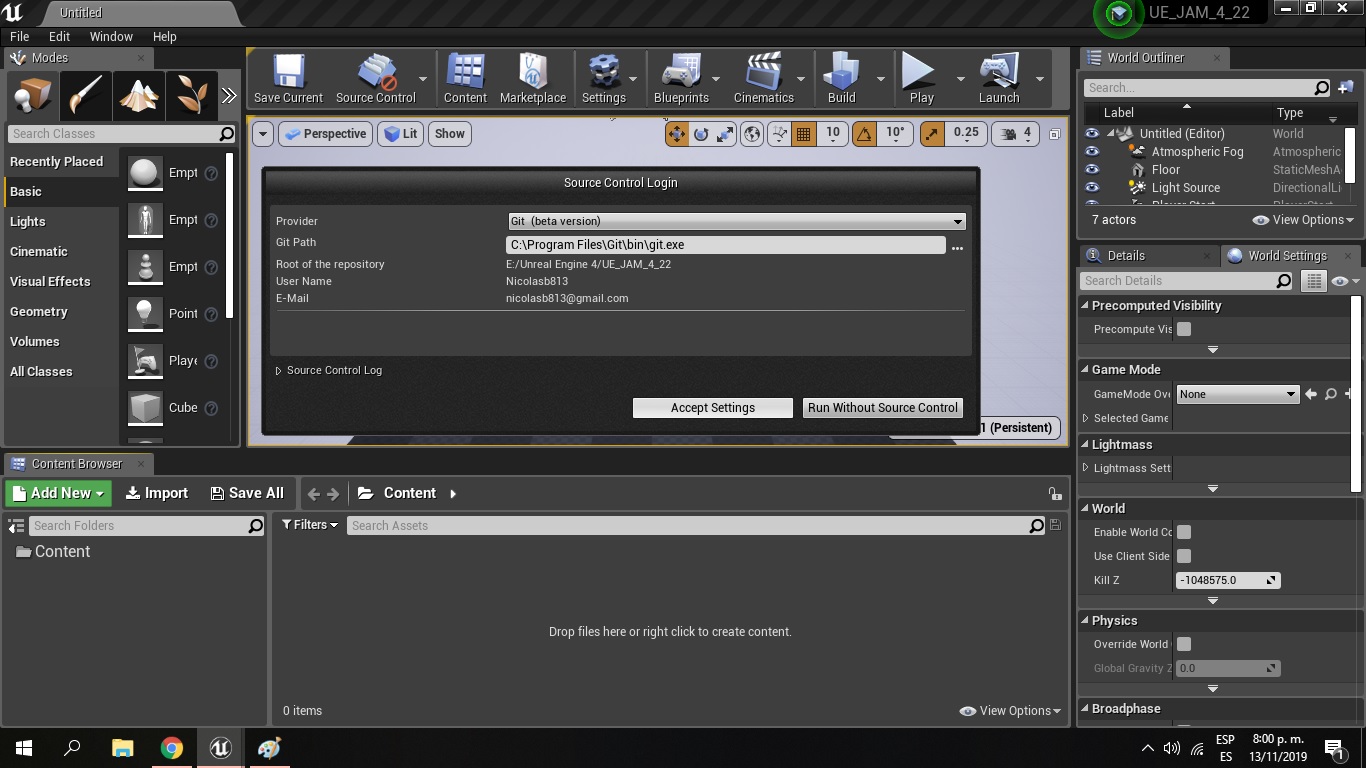 Untitled
UE_JAM_4_22
File Edit Window Help
Modes
Search Classes
Recently Placed
Basic
Lights
Cinematic
Visual Effects
Geometry
Volumes
All Classes
Empt
Empt
Empt
Point
Playe
Cube
Save Current Source Control Content Marketplace Settings Blueprints Cinematics Build Play Launch
Perspective Lit Show 10 10° 0.25 4
Source Control Login
Provider Git (beta version)
Git Path C:\Program Files\Git\bin\git.exe ...
Root of the repository E:/Unreal Engine 4/UE_JAM_4_22
User Name Nicolasb813
E-Mail nicolasb813@gmail.com
Source Control Log
Accept Settings Run Without Source Control
1 (Persistent)
World Outliner
Search...
Label Type
Untitled (Editor) World
Atmospheric Fog Atmospheric
Floor StaticMeshA
Light Source DirectionalLi
7 actors View Options
Details World Settings
Search Details
Precomputed Visibility
Precompute Vis
Game Mode
GameMode Ove None
Selected Game
Lightmass
Lightmass Sett
World
Enable World Co
Use Client Side
Kill Z -1048575.0
Physics
Override World
Global Gravity Z 0.0
Broadphase
Content Browser
Add New Import Save All Content
Search Folders
Content
Filters Search Assets
Drop files here or right click to create content.
0 items View Options
ESP
ES
8:00 p. m.
13/11/2019
1